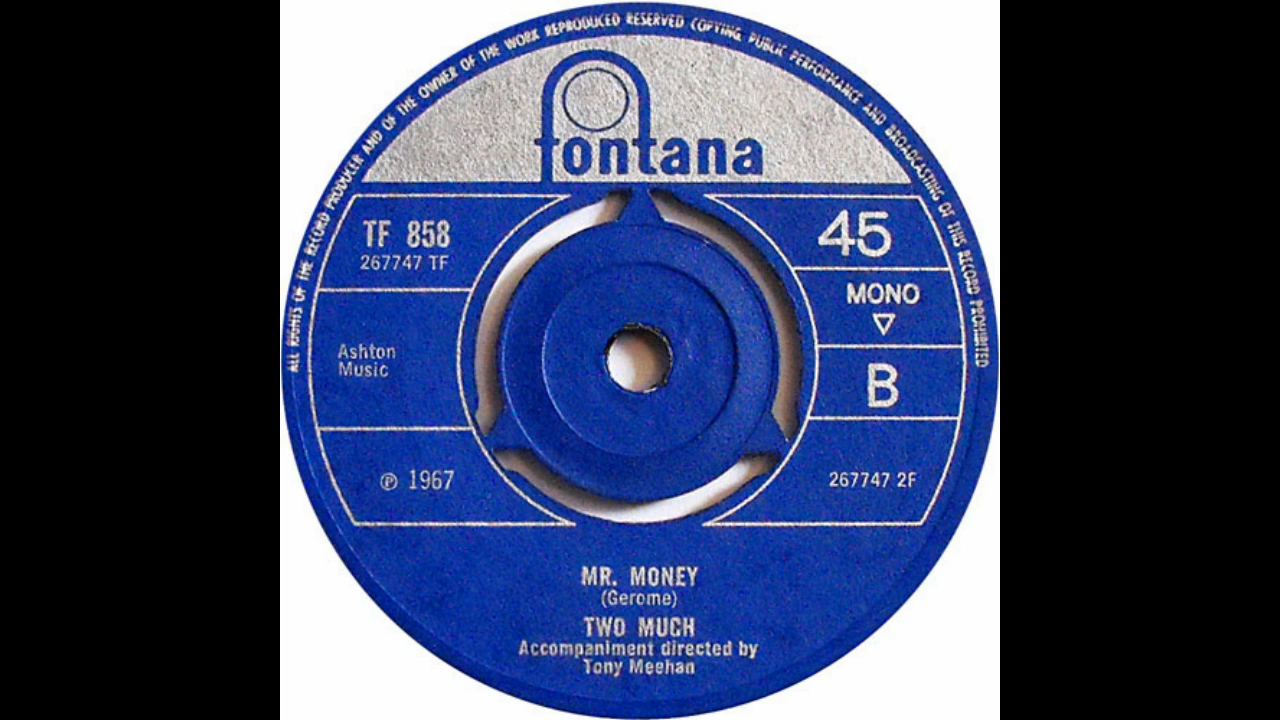 ALL RIGHTS OF THE RECORD PRODUCER AND OF THE OWNER OF THE WORK REPRODUCED RESERVED COPYING PUBLIC PERFORMANCE AND BROADCASTING OF THIS RECORD PROHIBITED
fontana
TF 858
267747 TF
45
MONO
Ashton
Music
B
℗ 1967
267747 2F
MR. MONEY
(Gerome)
TWO MUCH
Accompaniment directed by
Tony Meehan